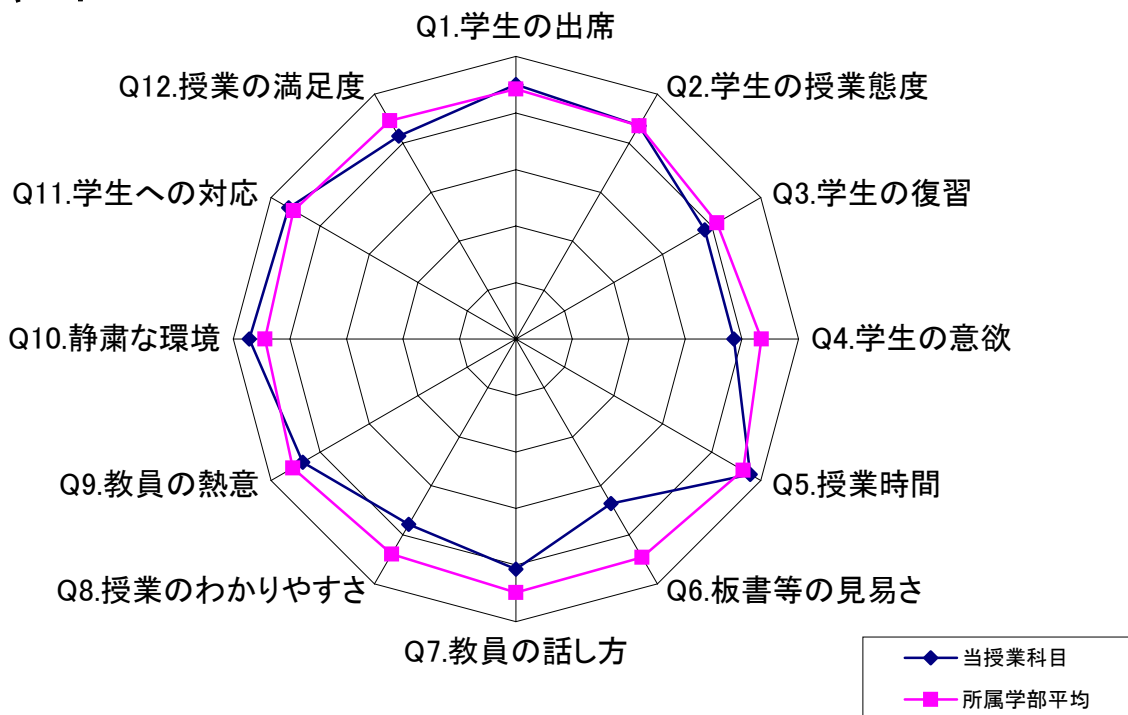 Q1.学生の出席
Q2.学生の授業態度
Q3.学生の復習
Q4.学生の意欲
Q5.授業時間
Q6.板書等の見易さ
Q7.教員の話し方
Q8.授業のわかりやすさ
Q9.教員の熱意
Q10.静粛な環境
Q11.学生への対応
Q12.授業の満足度
当授業科目
所属学部平均